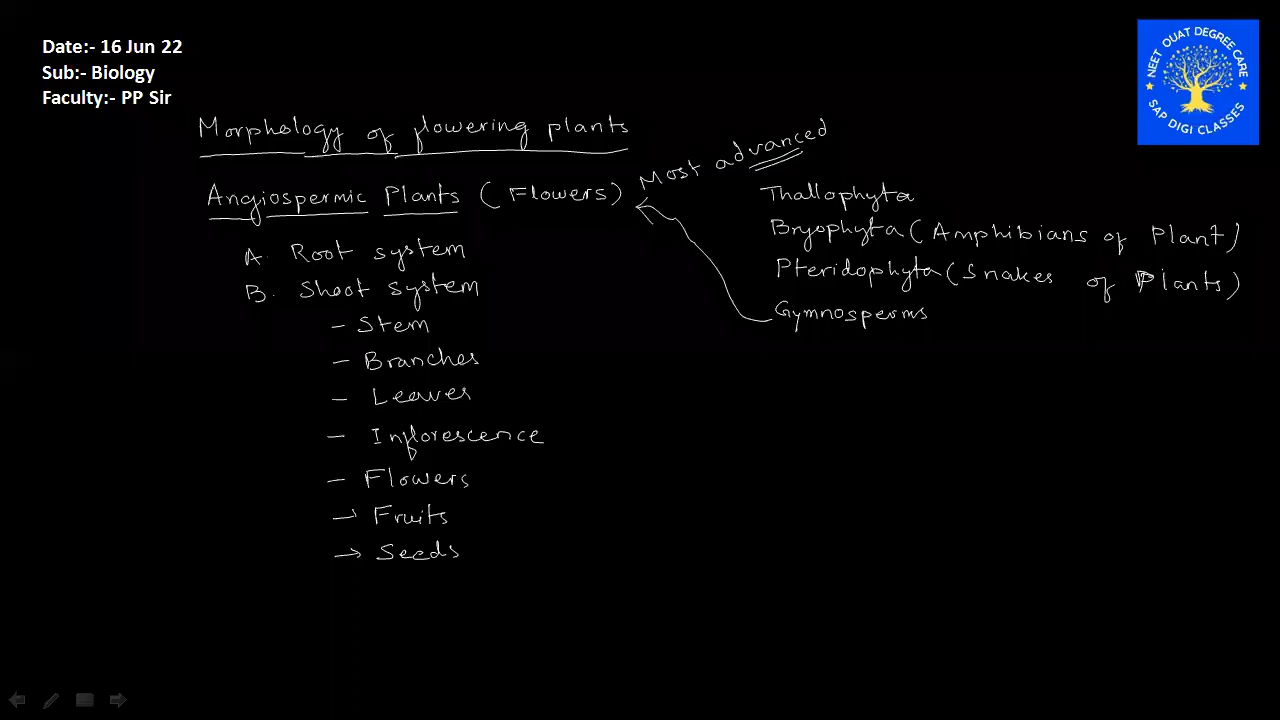 Date:- 16 Jun 22
Sub:- Biology
Faculty:- PP Sir
NEET OUAT DEGREE CARE
SAP DIGI CLASSES
Morphology of flowering plants
Angiospermic Plants (Flowers)
Most advanced
A. Root system
B. Shoot system
- Stem
- Branches
- Leaves
- Inflorescence
- Flowers
→ Fruits
→ Seeds
Thallophyta
Bryophyta (Amphibians of Plant)
Pteridophyta (Snakes of Plants)
Gymnosperms